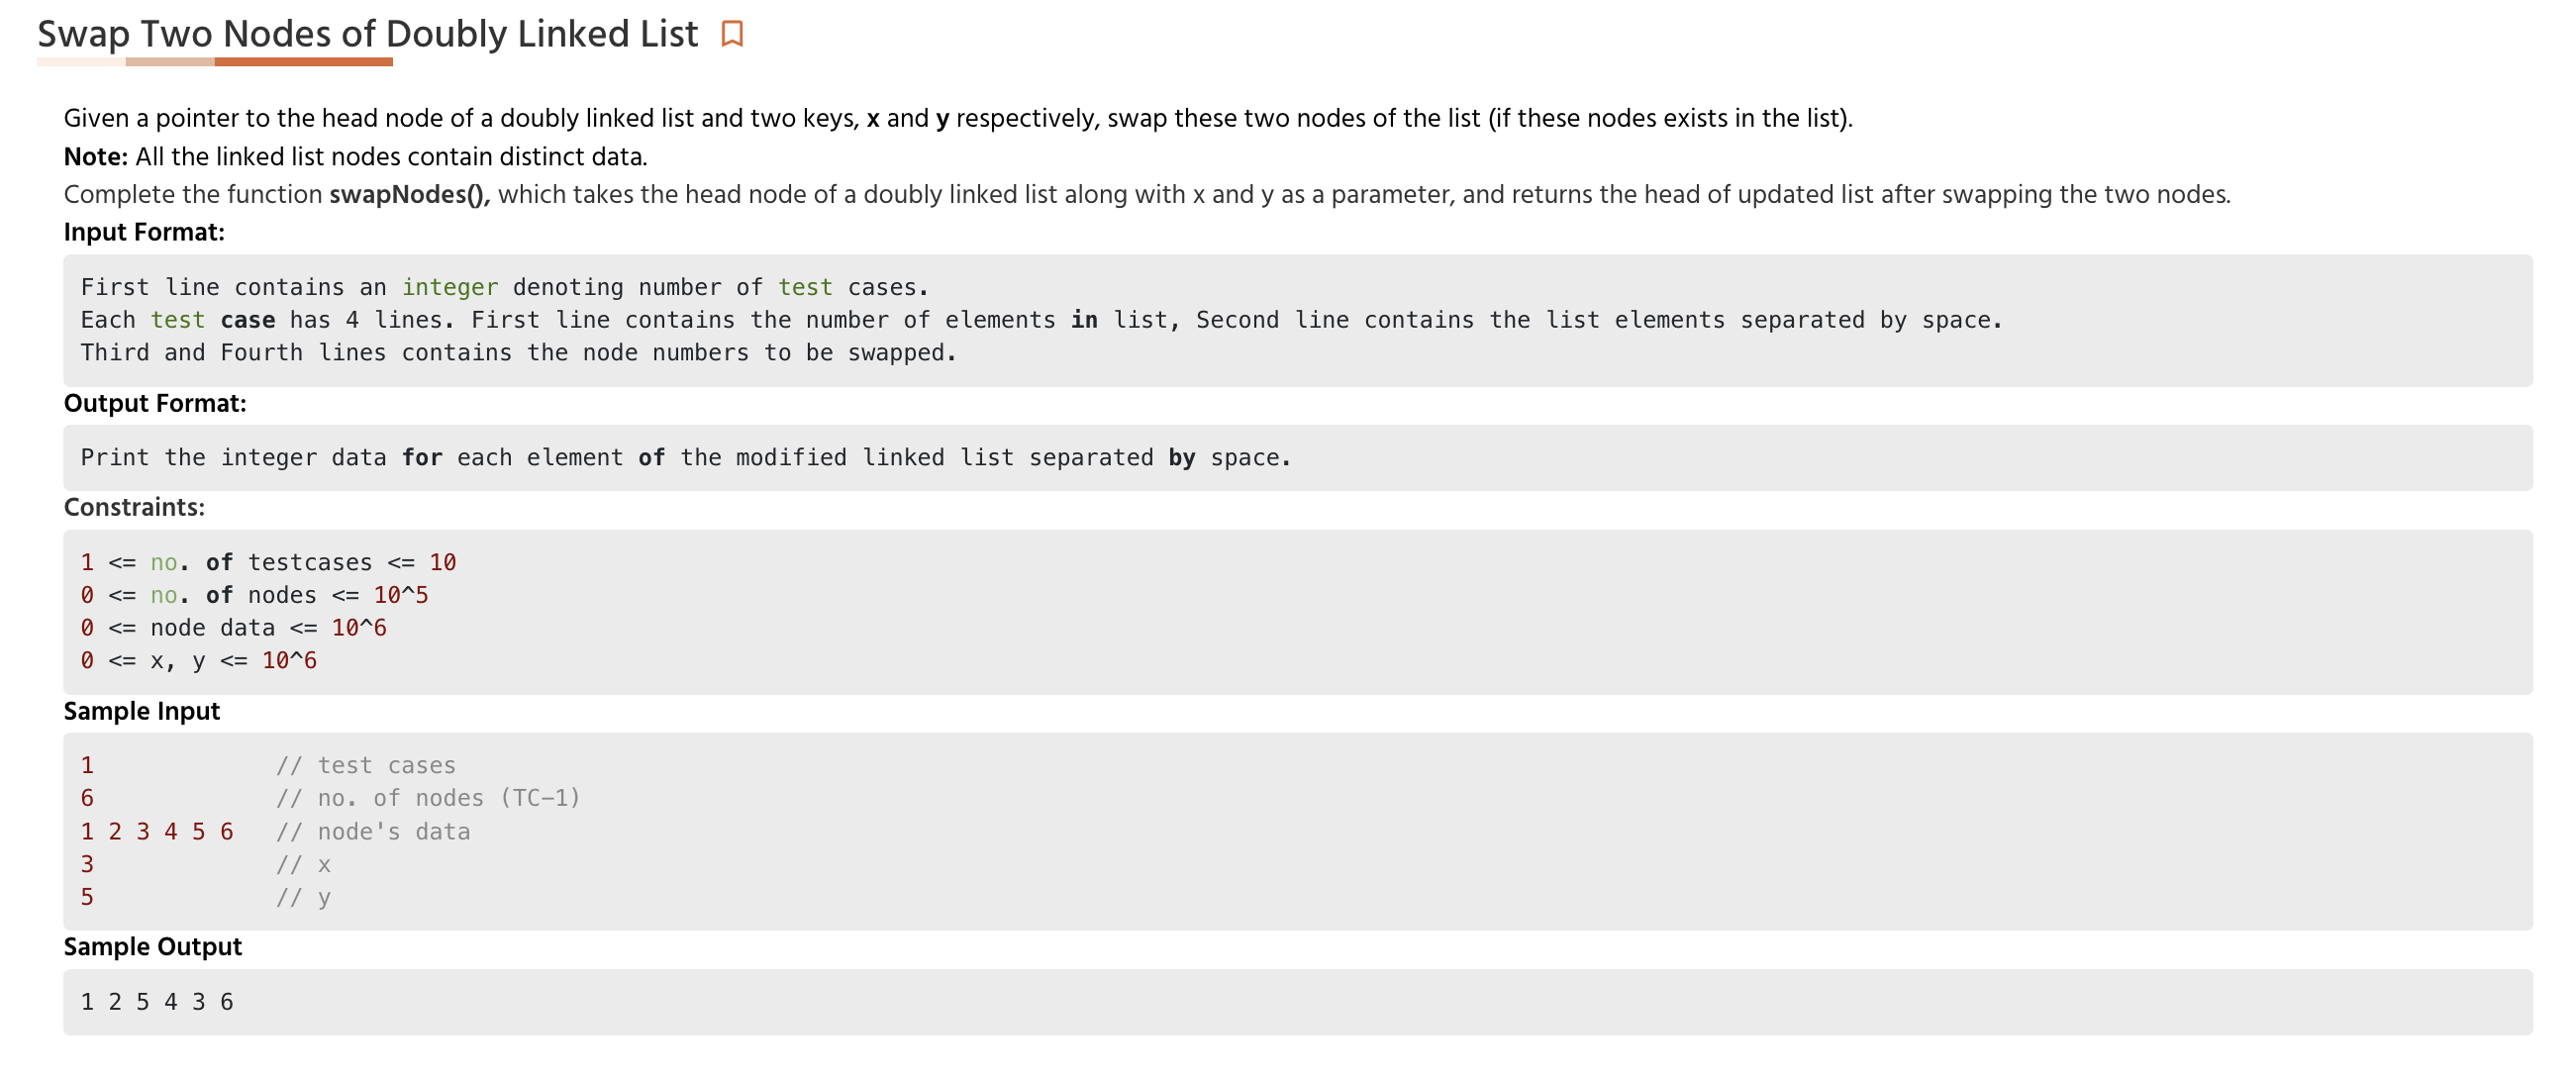 Swap Two Nodes of Doubly Linked List
Given a pointer to the head node of a doubly linked list and two keys, x and y respectively, swap these two nodes of the list (if these nodes exists in the list).
Note: All the linked list nodes contain distinct data.
Complete the function swapNodes(), which takes the head node of a doubly linked list along with x and y as a parameter, and returns the head of updated list after swapping the two nodes.
Input Format:
First line contains an integer denoting number of test cases.
Each test case has 4 lines. First line contains the number of elements in list, Second line contains the list elements separated by space.
Third and Fourth lines contains the node numbers to be swapped.
Output Format:
Print the integer data for each element of the modified linked list separated by space.
Constraints:
1 <= no. of testcases <= 10
0 <= no. of nodes <= 10^5
0 <= node data <= 10^6
0 <= x, y <= 10^6
Sample Input
1 // test cases
6 // no. of nodes (TC-1)
1 2 3 4 5 6 // node's data
3 // x
5 // y
Sample Output
1 2 5 4 3 6